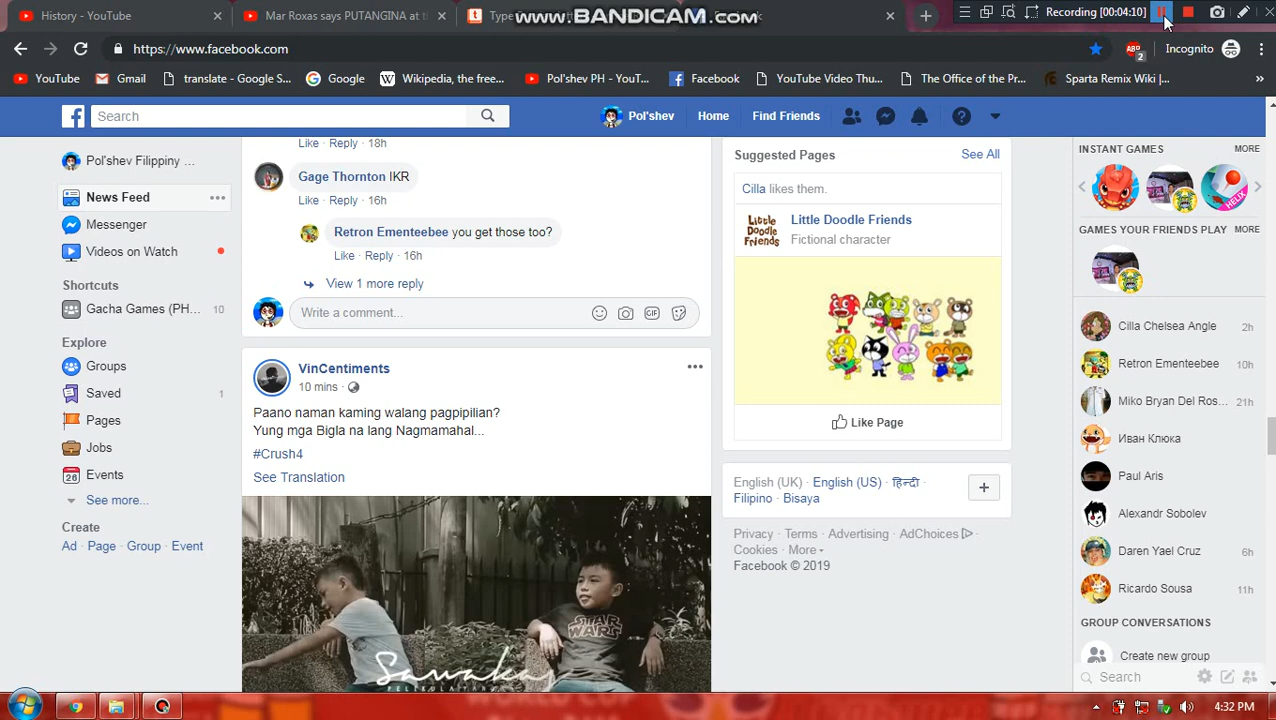 History - YouTube
Mar Roxas says PUTANGINA at t
www.BANDICAM.com
Recording [00:04:10]
https://www.facebook.com
2
Incognito
YouTube
Gmail
translate - Google S...
Google
Wikipedia, the free...
Pol'shev PH - YouT...
Facebook
YouTube Video Thu...
The Office of the Pr...
Sparta Remix Wiki |...
»
Search
Pol'shev
Home
Find Friends
Pol'shev Filippiny ...
News Feed
Messenger
Videos on Watch
Shortcuts
Gacha Games (PH... 10
Explore
Groups
Saved 1
Pages
Jobs
Events
See more...
Create
Ad · Page · Group · Event
Like · Reply · 18h
Gage Thornton IKR
Like · Reply · 16h
Retron Ementeebee you get those too?
Like · Reply · 16h
View 1 more reply
Write a comment...
GIF
VinCentiments
10 mins ·
Paano naman kaming walang pagpipilian?
Yung mga Bigla na lang Nagmamahal...
#Crush4
See Translation
STAR
WARS
Sawaka
Suggested Pages
See All
Cilla likes them.
Little
Doodle
Friends
Little Doodle Friends
Fictional character
Like Page
English (UK) · English (US) · हिन्दी ·
Filipino · Bisaya
Privacy · Terms · Advertising · AdChoices ·
Cookies · More
Facebook © 2019
INSTANT GAMES
MORE
HELIX
GAMES YOUR FRIENDS PLAY
MORE
Cilla Chelsea Angle 2h
Retron Ementeebee 10h
Miko Bryan Del Ros... 21h
Иван Клюка
Paul Aris
Alexandr Sobolev
Daren Yael Cruz 6h
Ricardo Sousa 11h
GROUP CONVERSATIONS
Create new group
Search
4:32 PM